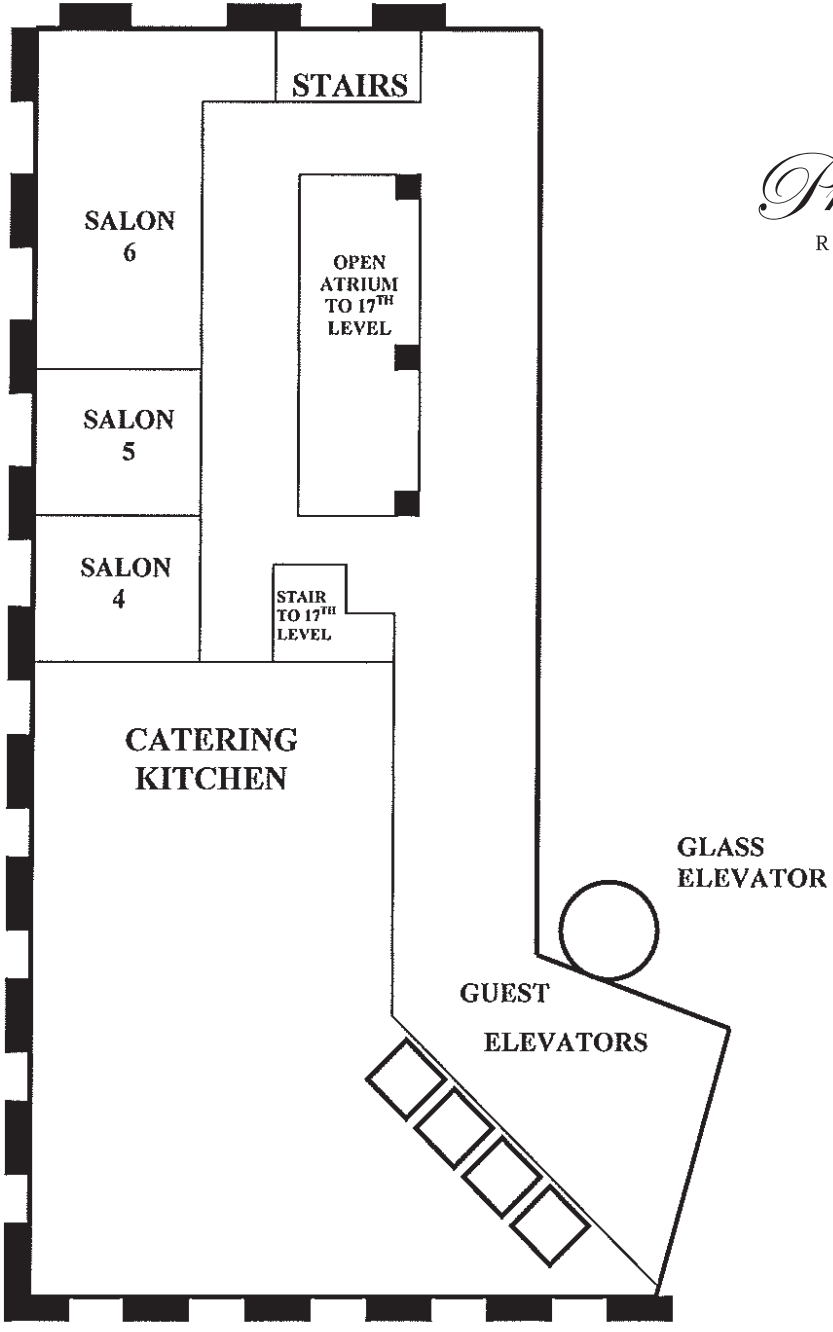 STAIRS
SALON
6
OPEN
ATRIUM
TO 17TH
LEVEL
SALON
5
SALON
4
STAIR
TO 17TH
LEVEL
CATERING
KITCHEN
GLASS
ELEVATOR
GUEST
ELEVATORS
R